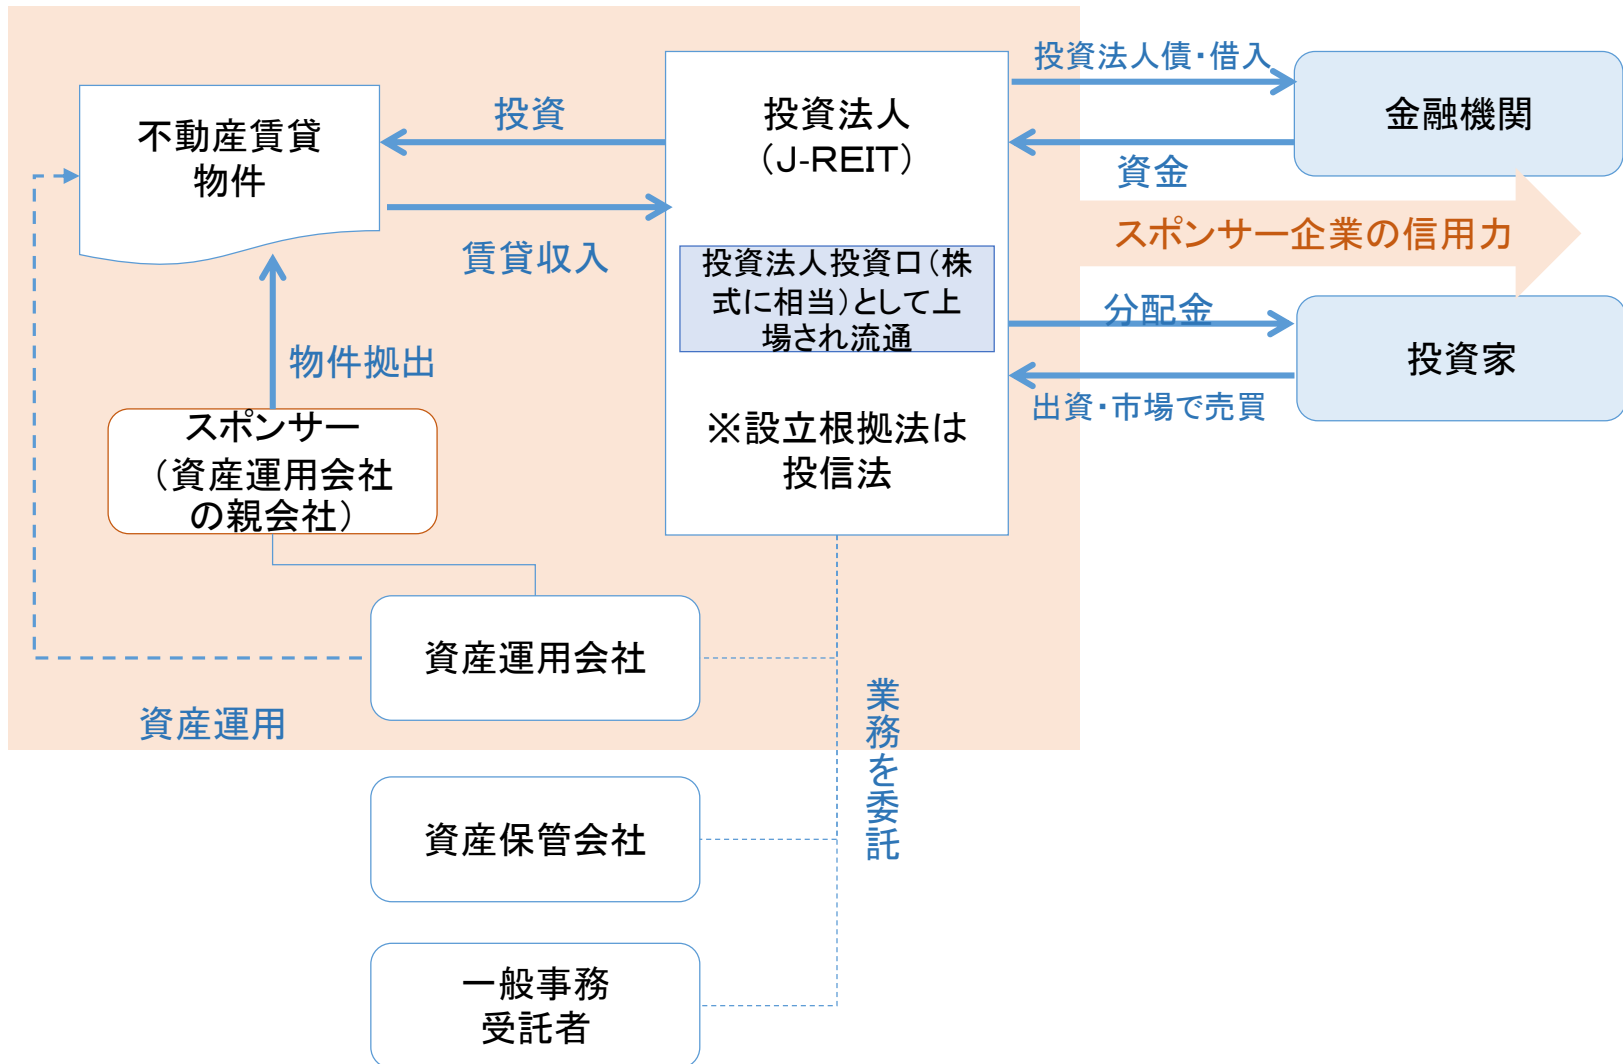 投資法人債・借入
金融機関
不動産賃貸
物件
投資
投資法人
（J-REIT）
資金
賃貸収入
スポンサー企業の信用力
投資法人投資口（株
式に相当）として上
場され流通
分配金
投資家
物件拠出
出資・市場で売買
スポンサー
（資産運用会社
の親会社）
※設立根拠法は
投信法
資産運用会社
資産運用
業務を委託
資産保管会社
一般事務
受託者